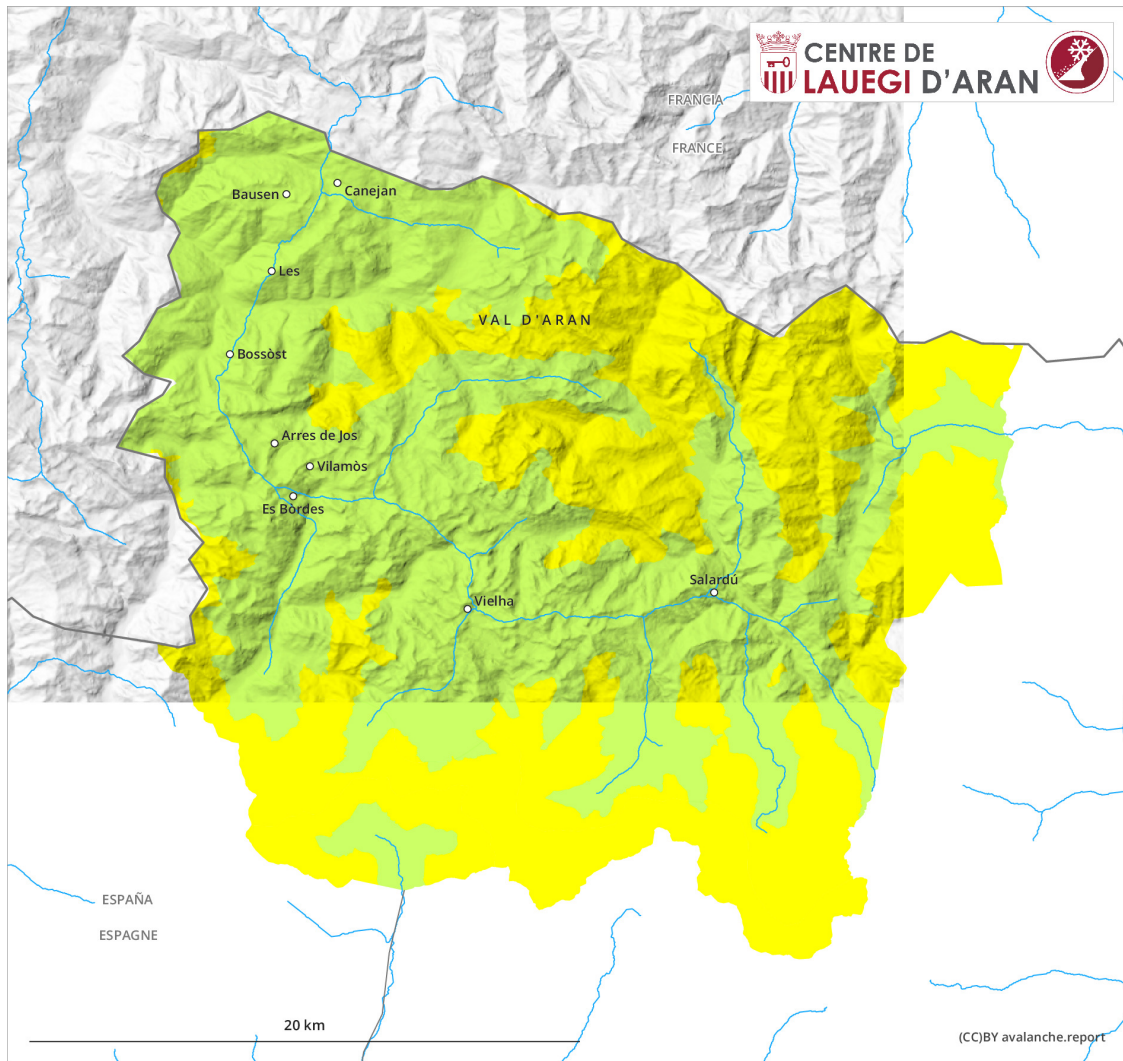 CENTRE DE
LAUEGI D'ARAN
FRANCIA
FRANCE
Bausen
Canejan
Les
VAL D'ARAN
Bossòst
Arres de Jos
Vilamòs
Es Bòrdes
Salardú
Vielha
ESPAÑA
ESPAGNE
20 km
(CC)BY avalanche.report